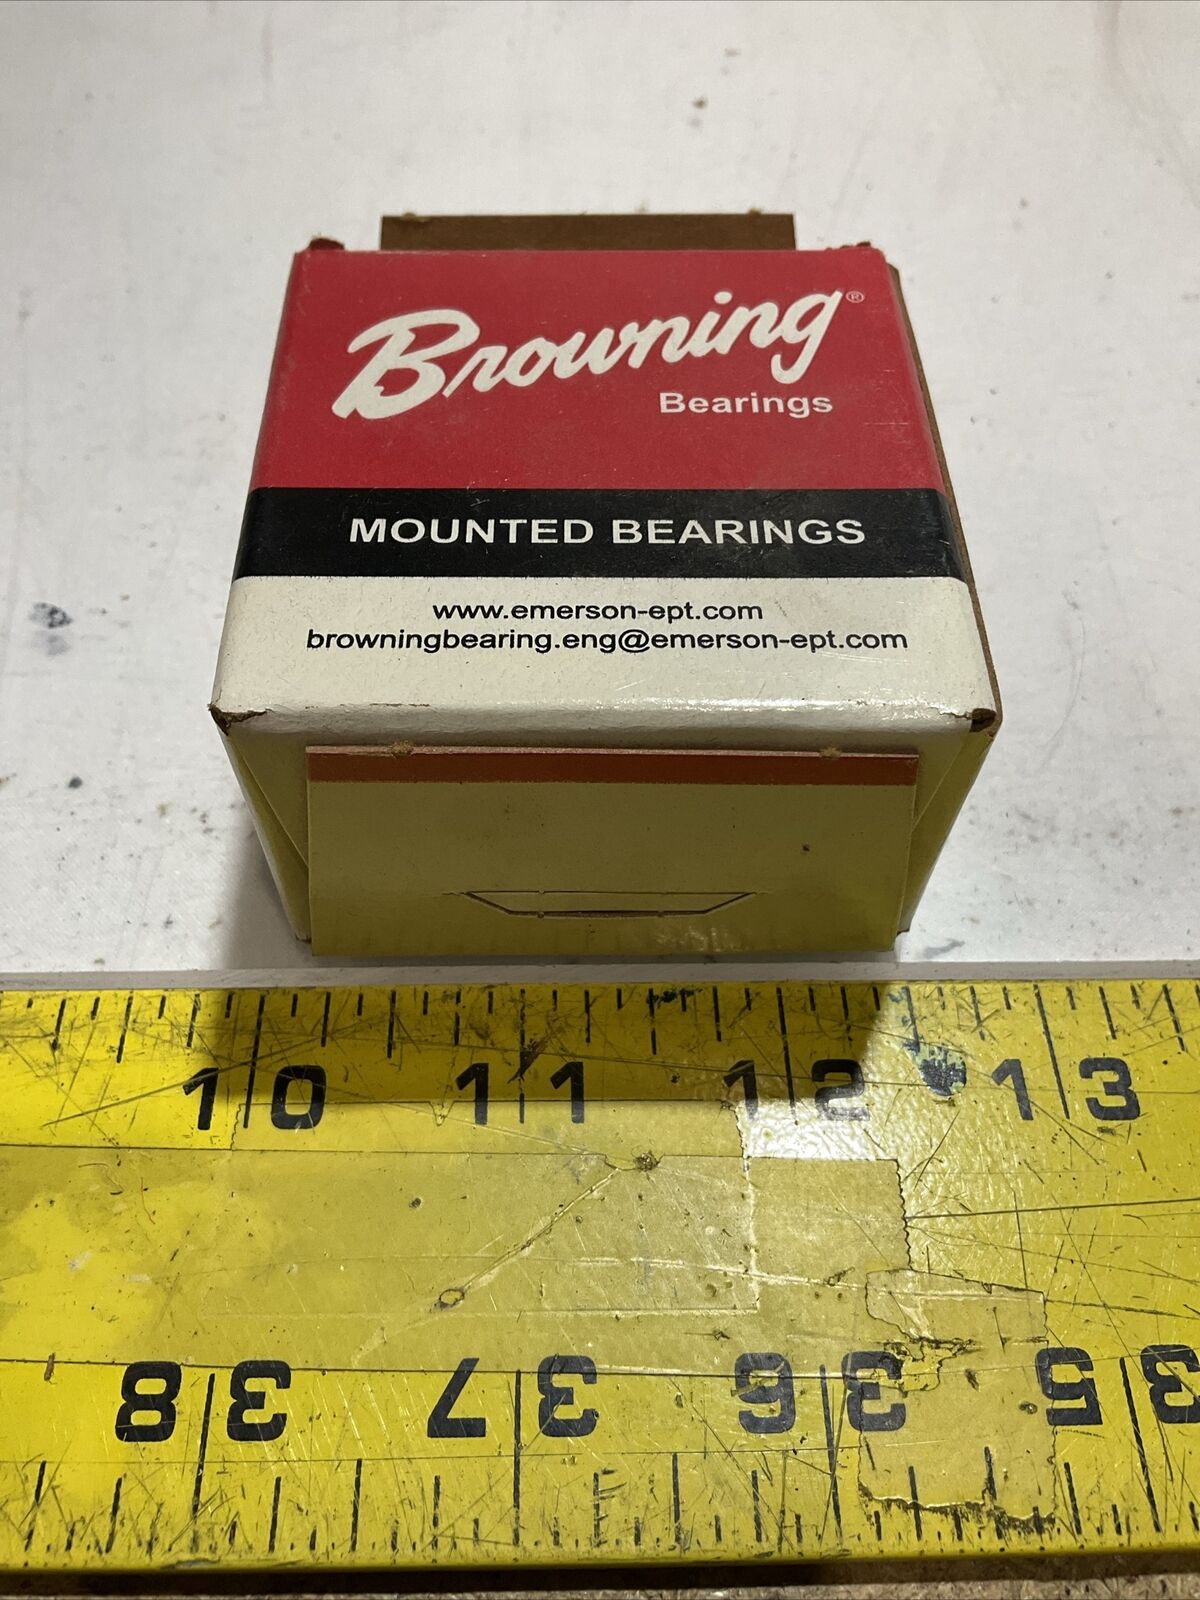 Browning®
Bearings
MOUNTED BEARINGS
www.emerson-ept.com
browningbearing.eng@emerson-ept.com
10 11 12 13
38 37 36 35